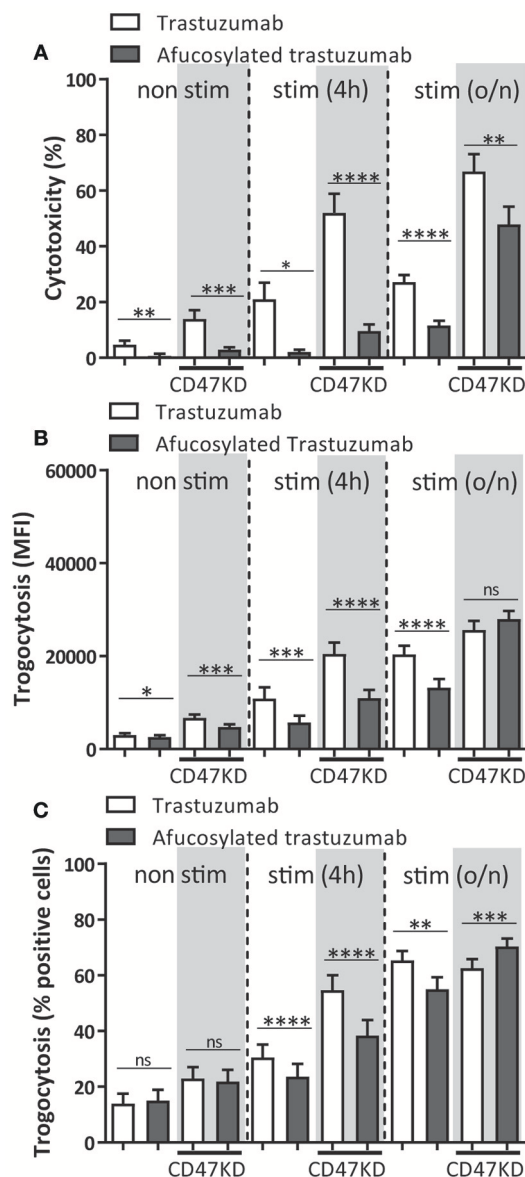 Trastuzumab
A
Afucosylated trastuzumab
non stim
stim (4h)
stim (o/n)
Cytotoxicity (%)
100
80
60
40
20
0
**
***
*
****
****
**
CD47KD
CD47KD
CD47KD
Trastuzumab
B
Afucosylated Trastuzumab
non stim
stim (4h)
stim (o/n)
Trogocytosis (MFI)
60000
40000
20000
0
*
***
***
****
****
ns
CD47KD
CD47KD
CD47KD
Trastuzumab
C
Afucosylated trastuzumab
non stim
stim (4h)
stim (o/n)
Trogocytosis (% positive cells)
100
80
60
40
20
0
ns
ns
****
****
**
***
CD47KD
CD47KD
CD47KD